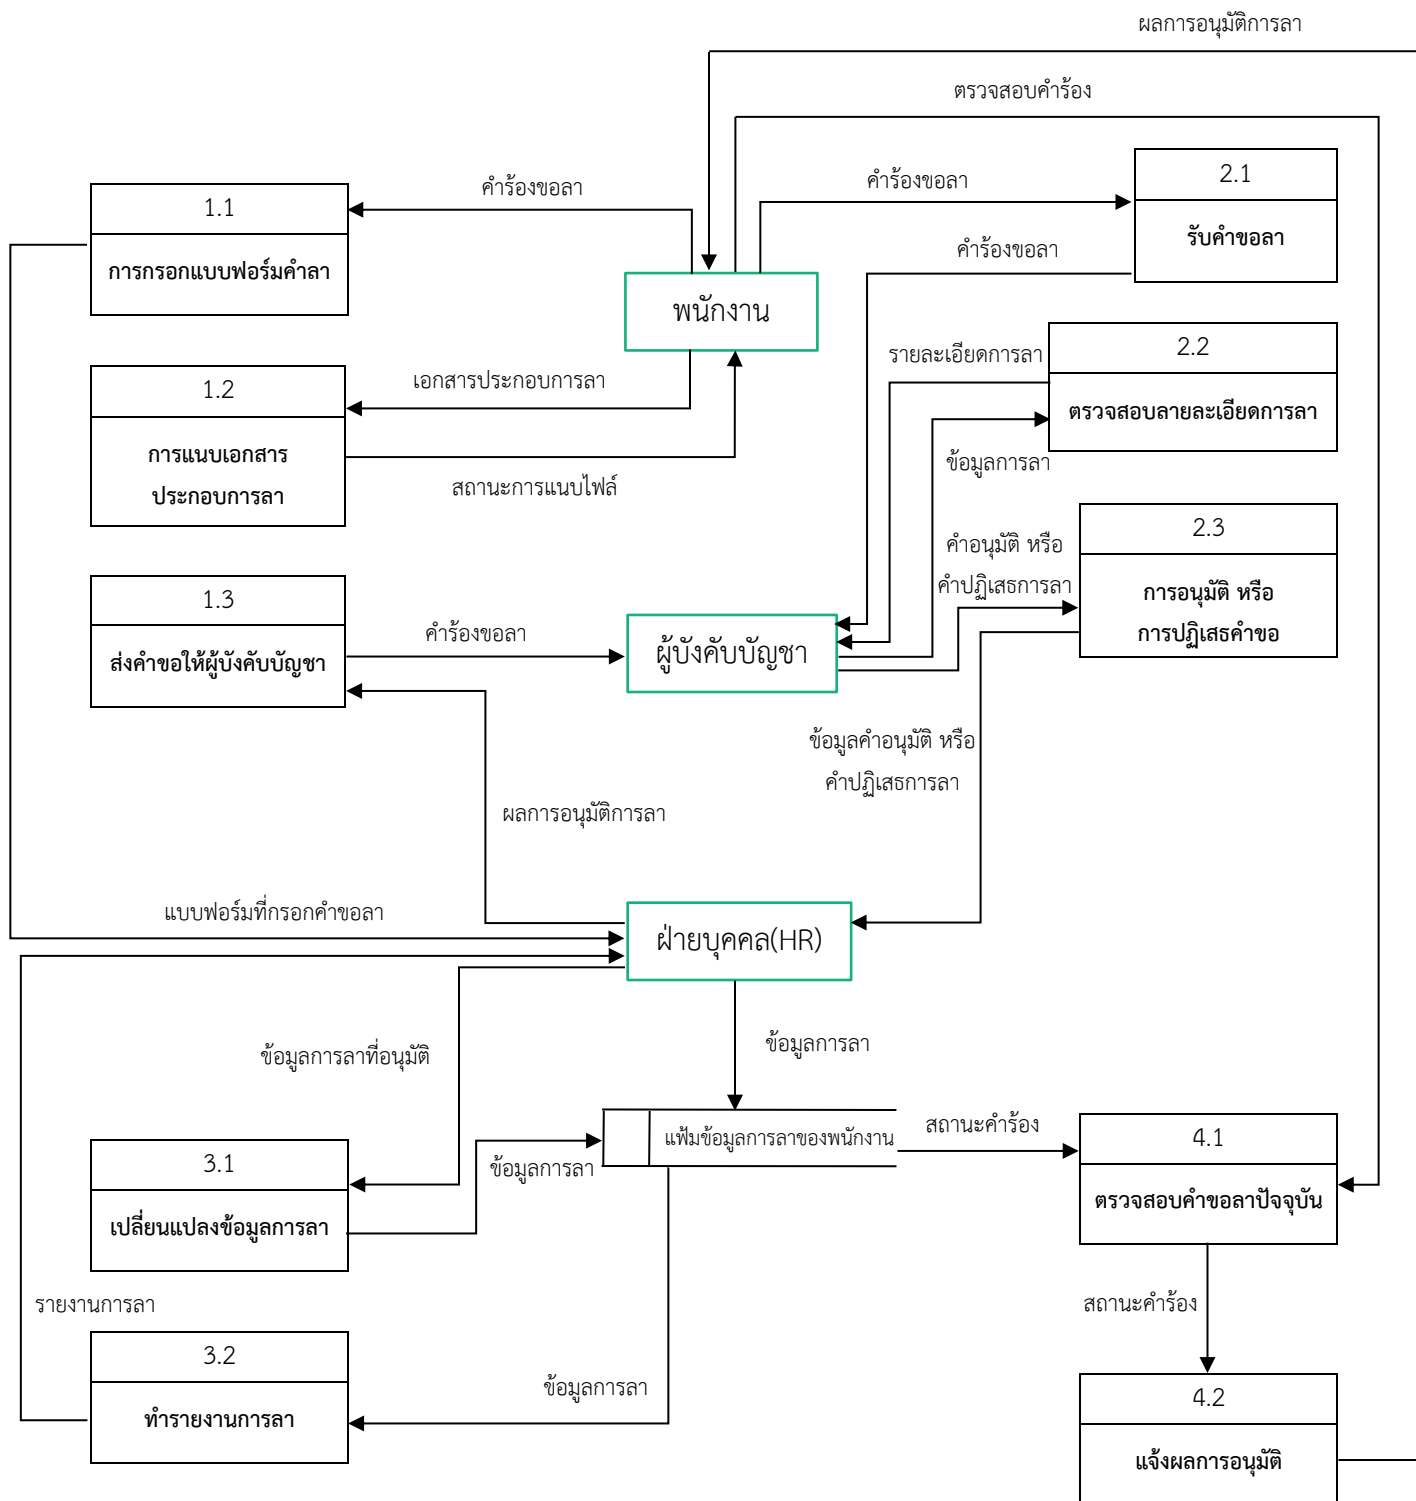 ผลการอนุมัติการลา
ตรวจสอบคำร้อง
คำร้องขอลา
คำร้องขอลา
2.1
รับคำขอลา
1.1
การกรอกแบบฟอร์มคำลา
คำร้องขอลา
พนักงาน
รายละเอียดการลา
2.2
ตรวจสอบลายละเอียดการลา
1.2
การแนบเอกสาร
ประกอบการลา
เอกสารประกอบการลา
สถานะการแนบไฟล์
ข้อมูลการลา
2.3
การอนุมัติ หรือ
การปฏิเสธคำขอ
คำอนุมัติ หรือ
คำปฏิเสธการลา
1.3
ส่งคำขอให้ผู้บังคับบัญชา
คำร้องขอลา
ผู้บังคับบัญชา
ข้อมูลคำอนุมัติ หรือ
คำปฏิเสธการลา
ผลการอนุมัติการลา
แบบฟอร์มที่กรอกคำขอลา
ฝ่ายบุคคล(HR)
ข้อมูลการลาที่อนุมัติ
ข้อมูลการลา
แฟ้มข้อมูลการลาของพนักงาน
สถานะคำร้อง
4.1
ตรวจสอบคำขอลาปัจจุบัน
3.1
เปลี่ยนแปลงข้อมูลการลา
ข้อมูลการลา
รายงานการลา
สถานะคำร้อง
3.2
ทำรายงานการลา
ข้อมูลการลา
4.2
แจ้งผลการอนุมัติ